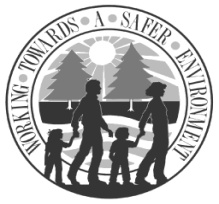 WORKING · TOWARDS · A · SAFER · ENVIRONMENT